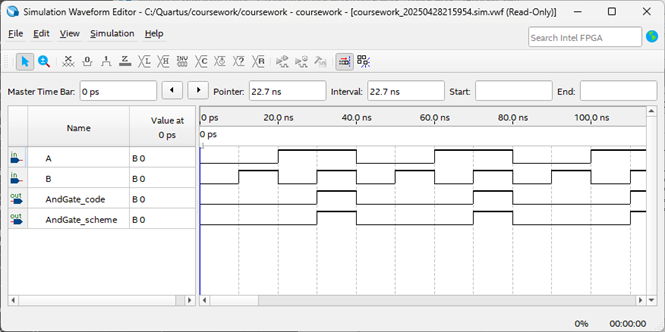 Simulation Waveform Editor - C:/Quartus/coursework/coursework - coursework - [coursework_20250428215954.sim.vwf (Read-Only)]
File Edit View Simulation Help
Search Intel FPGA
Master Time Bar: 0 ps Pointer: 22.7 ns Interval: 22.7 ns Start: End:
Name Value at 0 ps 0 ps 20.0 ns 40.0 ns 60.0 ns 80.0 ns 100.0 ns
0 ps
in A B 0
in B B 0
out AndGate_code B 0
out AndGate_scheme B 0
0% 00:00:00